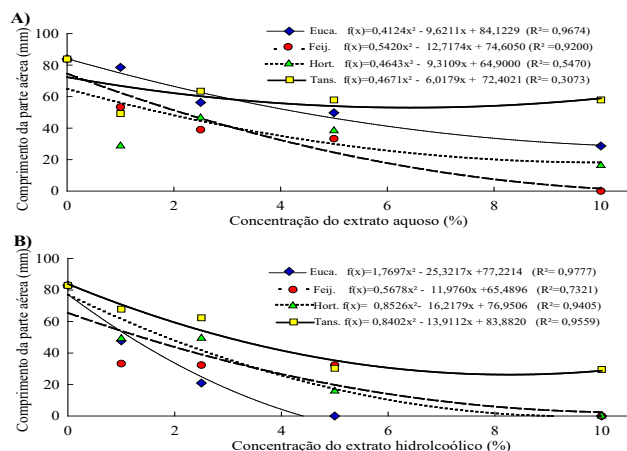 A)
Comprimento da parte aérea (mm)
100
80
60
40
20
0
Euca. f(x)=0,4124x² - 9,6211x + 84,1229 (R²= 0,9674)
Feij. f(x)=0,5420x² - 12,7174x + 74,6050 (R²= 0,9200)
Hort. f(x)=0,4643x² - 9,3109x + 64,9000 (R²= 0,5470)
Tans. f(x)=0,4671x² - 6,0179x + 72,4021 (R²= 0,3073)
0 2 4 6 8 10
Concentração do extrato aquoso (%)
B)
Comprimento da parte aérea (mm)
100
80
60
40
20
0
Euca. f(x)=1,7697x² - 25,3217x +77,2214 (R²= 0,9777)
Feij. f(x)=0,5678x² - 11,9760x +65,4896 (R²=0,7321)
Hort. f(x)= 0,8526x² - 16,2179x + 76,9506 (R²=0,9405)
Tans. f(x)= 0,8402x² - 13,9112x + 83,8820 (R²= 0,9559)
0 2 4 6 8 10
Concentração do extrato hidrolcoólico (%)